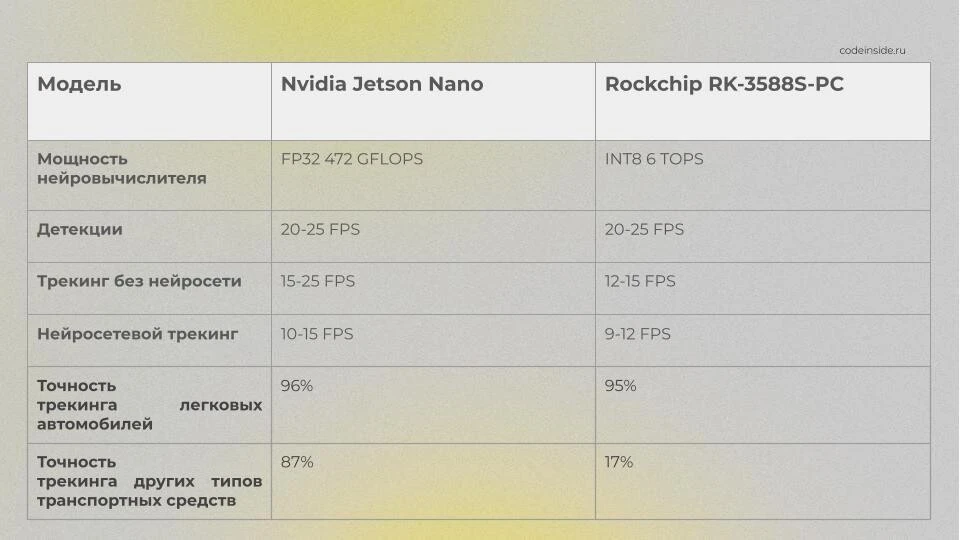 codeinside.ru
Модель
Nvidia Jetson Nano
Rockchip RK-3588S-PC
Мощность
нейровычислителя
FP32 472 GFLOPS
INT8 6 TOPS
Детекции
20-25 FPS
20-25 FPS
Трекинг без нейросети
15-25 FPS
12-15 FPS
Нейросетевой трекинг
10-15 FPS
9-12 FPS
Точность
трекинга легковых
автомобилей
96%
95%
Точность
трекинга других типов
транспортных средств
87%
17%